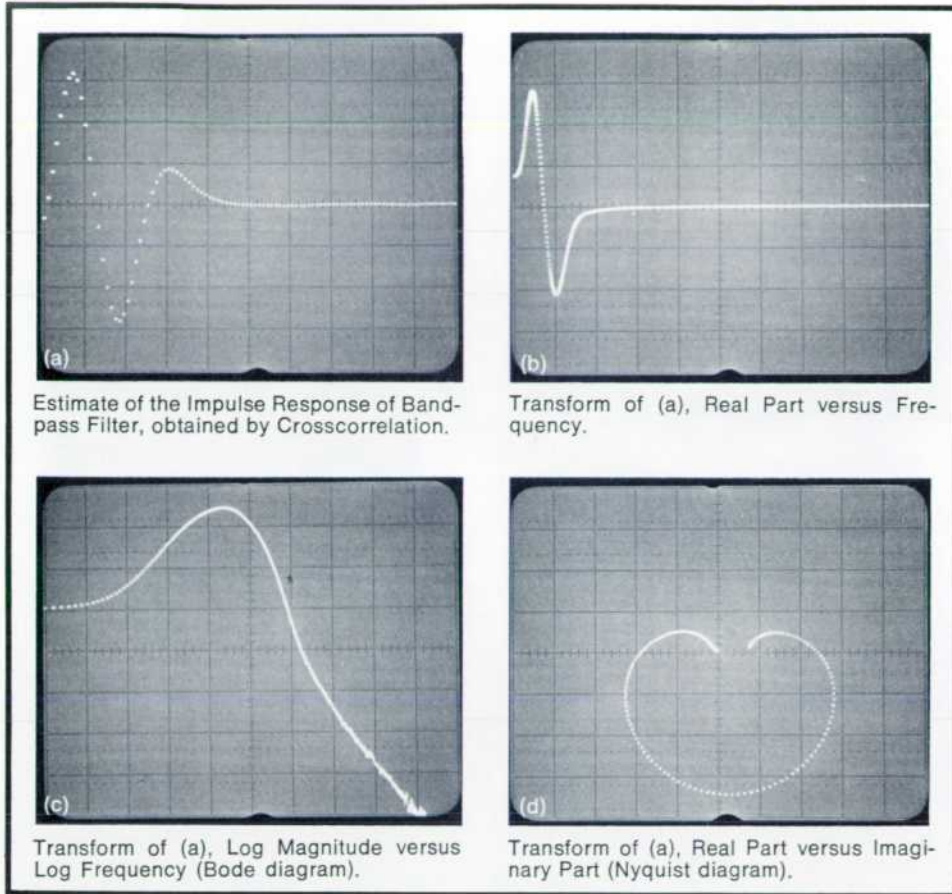 (a)
Estimate of the Impulse Response of Band-
pass Filter, obtained by Crosscorrelation.
(b)
Transform of (a), Real Part versus Fre-
quency.
(c)
Transform of (a), Log Magnitude versus
Log Frequency (Bode diagram).
(d)
Transform of (a), Real Part versus Imagi-
nary Part (Nyquist diagram).